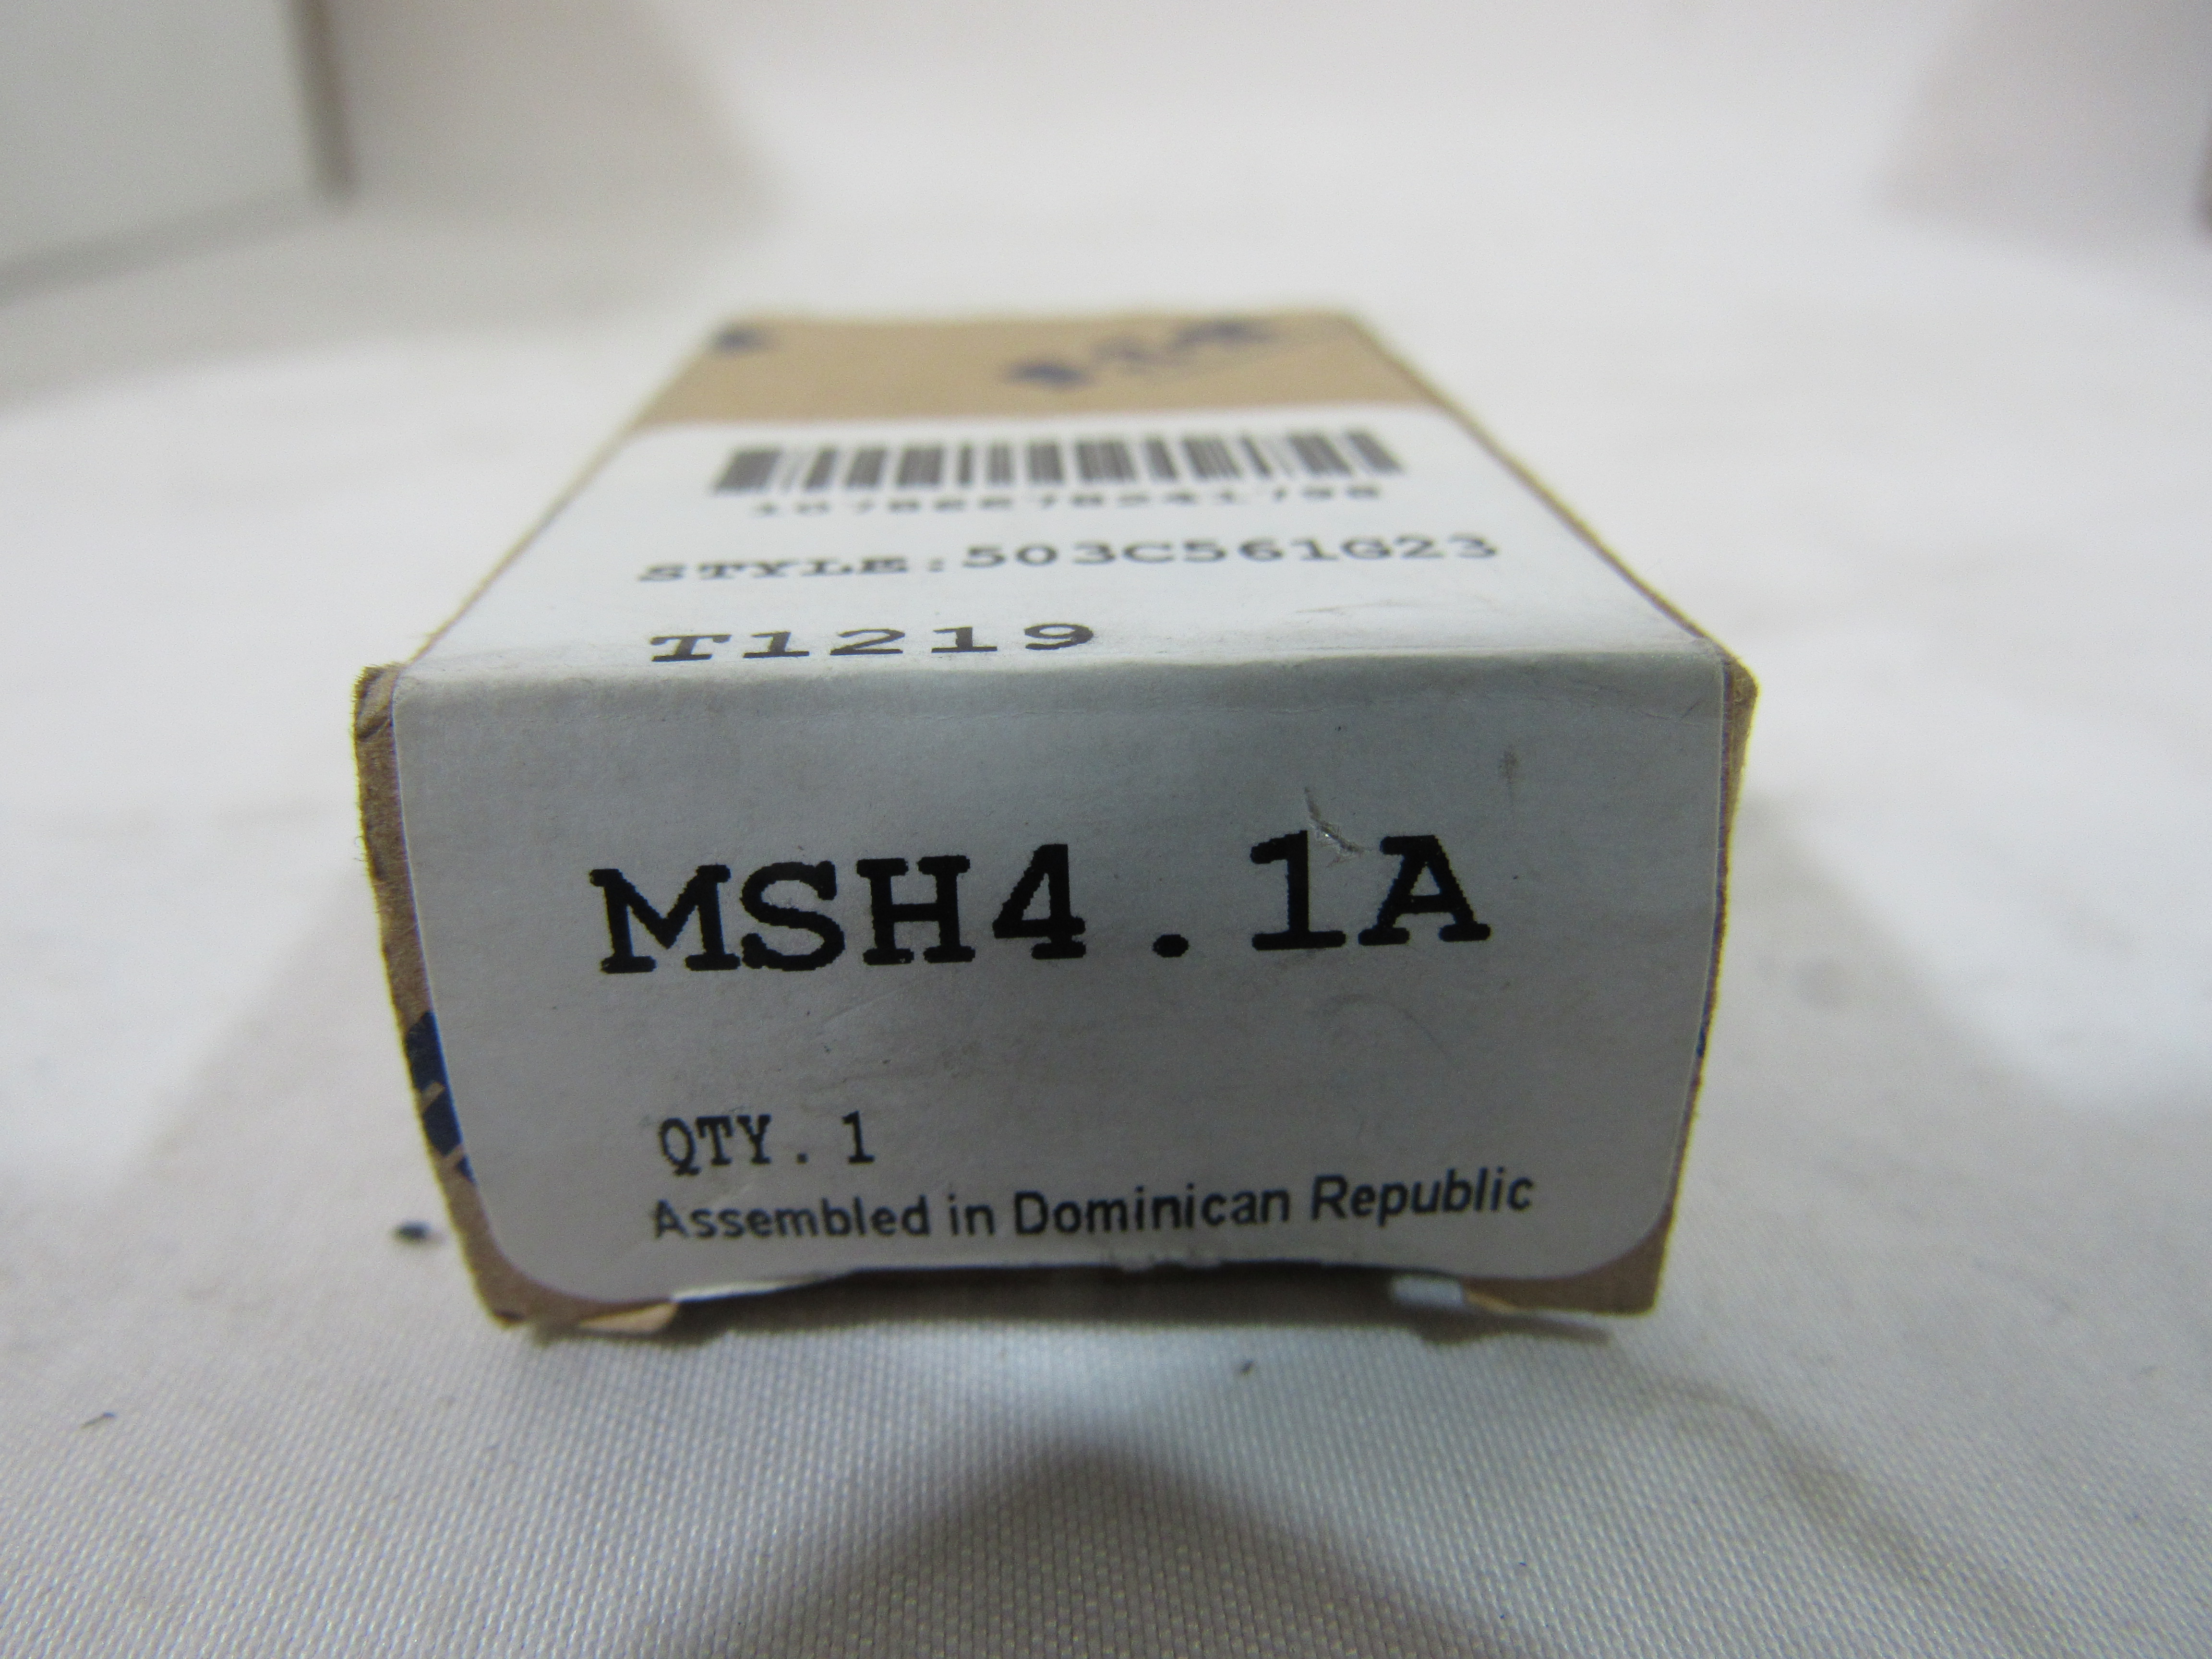 STYLE:503C561G23
T1219
MSH4.1A
QTY. 1
Assembled in Dominican Republic